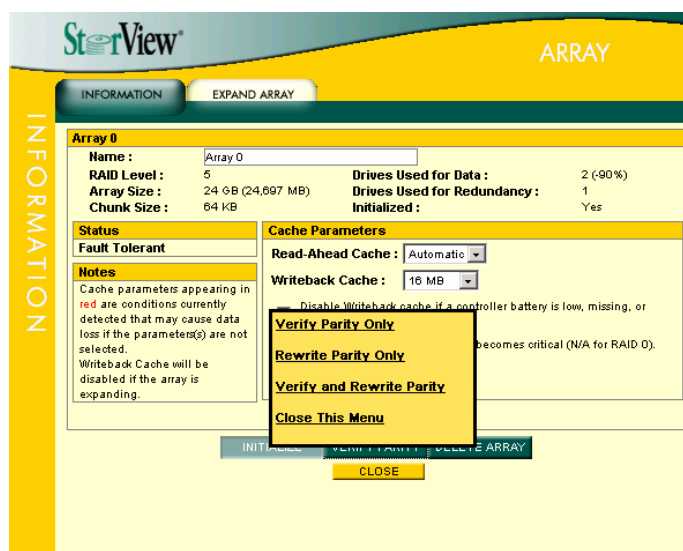 StorView®
ARRAY
INFORMATION
EXPAND ARRAY
INFORMATION
Array 0
Name : Array 0
RAID Level : 5 Drives Used for Data : 2 (-90%)
Array Size : 24 GB (24,697 MB) Drives Used for Redundancy : 1
Chunk Size : 64 KB Initialized : Yes
Status
Fault Tolerant
Notes
Cache parameters appearing in
red are conditions currently
detected that may cause data
loss if the parameter(s) are not
selected.
Writeback Cache will be
disabled if the array is
expanding.
Cache Parameters
Read-Ahead Cache : Automatic
Writeback Cache : 16 MB
Disable Writeback cache if a controller battery is low, missing, or
becomes critical (N/A for RAID 0).
Verify Parity Only
Rewrite Parity Only
Verify and Rewrite Parity
Close This Menu
INITIALIZE VERIFY PARITY DELETE ARRAY
CLOSE